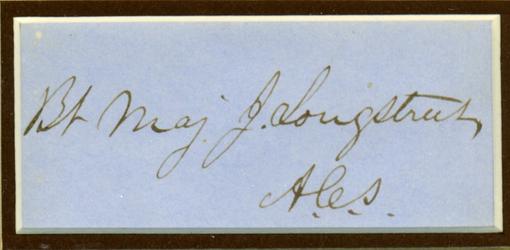 Bt Maj. J. Longstreet,
A.C.S.